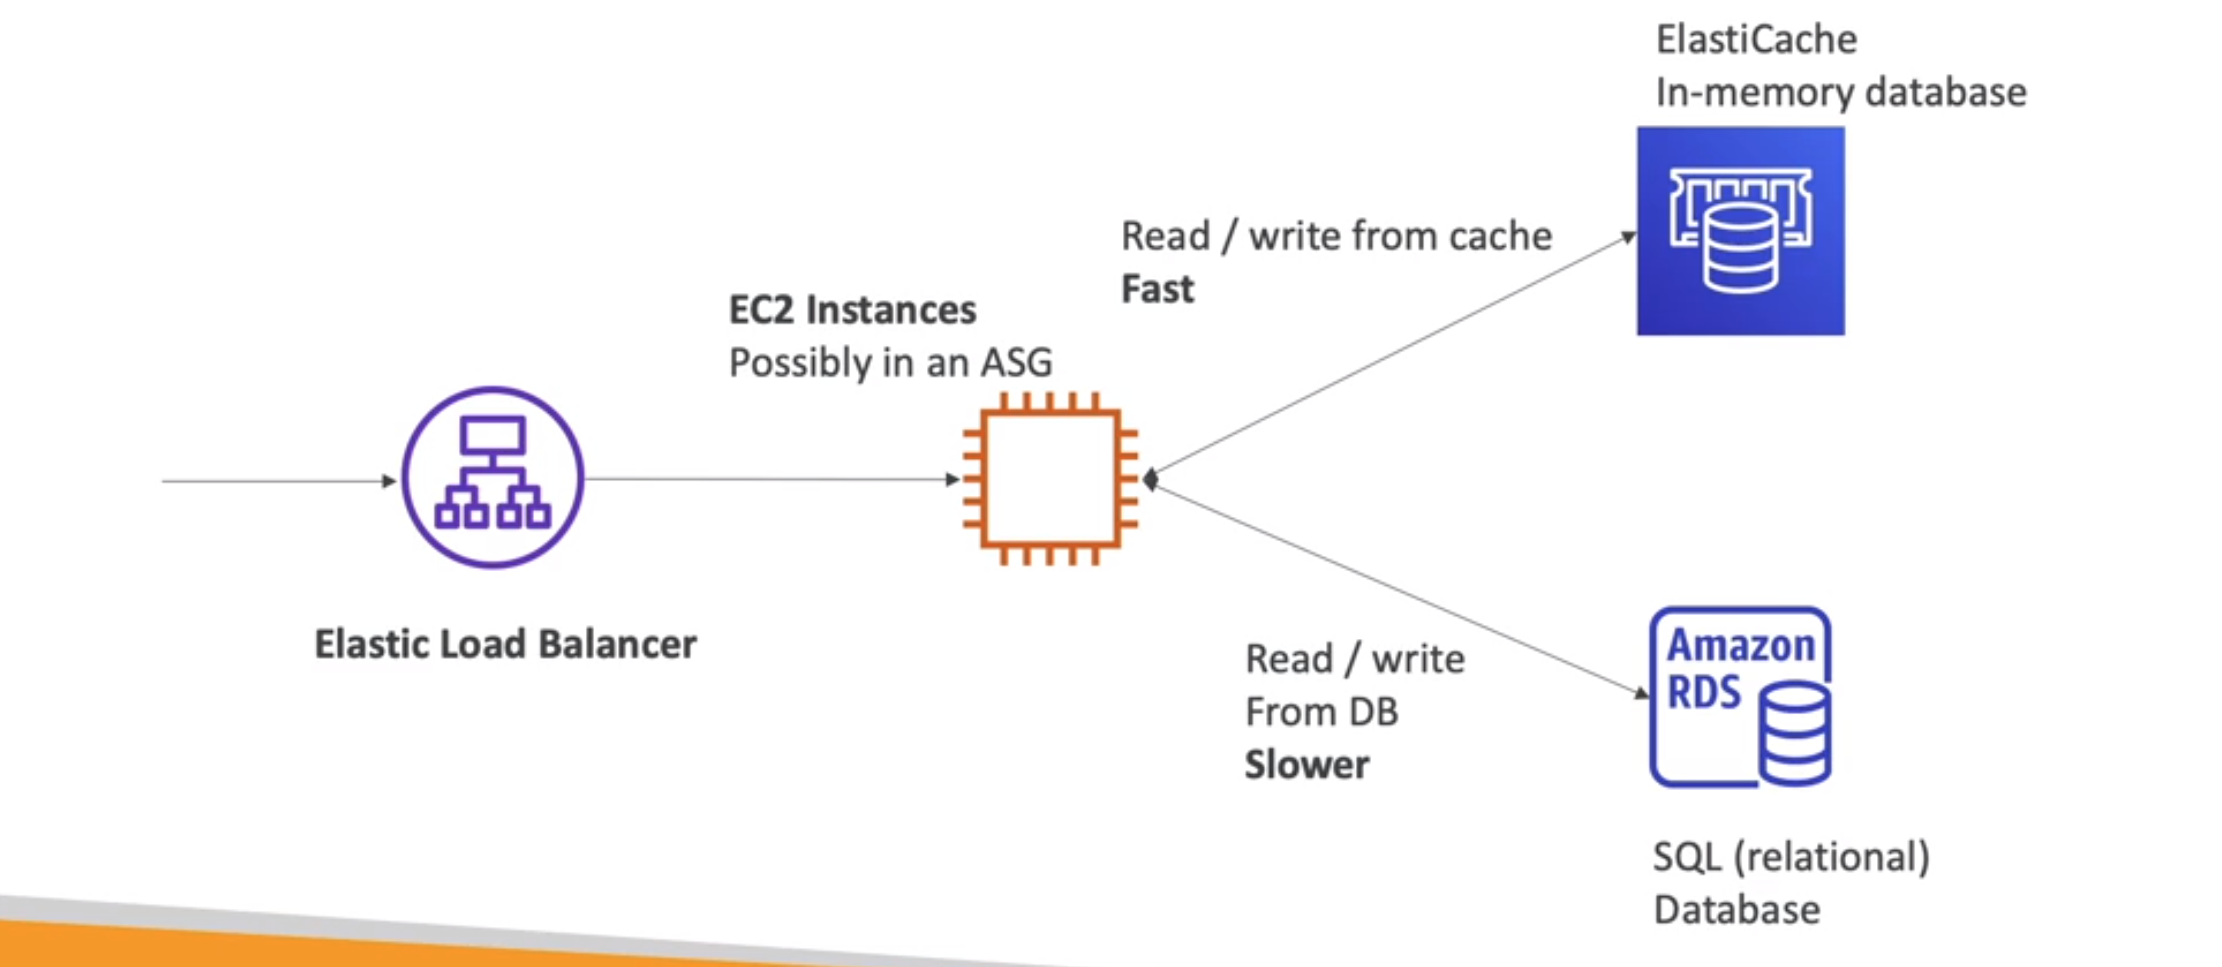 ElastiCache
In-memory database
Read / write from cache
Fast
EC2 Instances
Possibly in an ASG
Elastic Load Balancer
Read / write
From DB
Slower
Amazon
RDS
SQL (relational)
Database